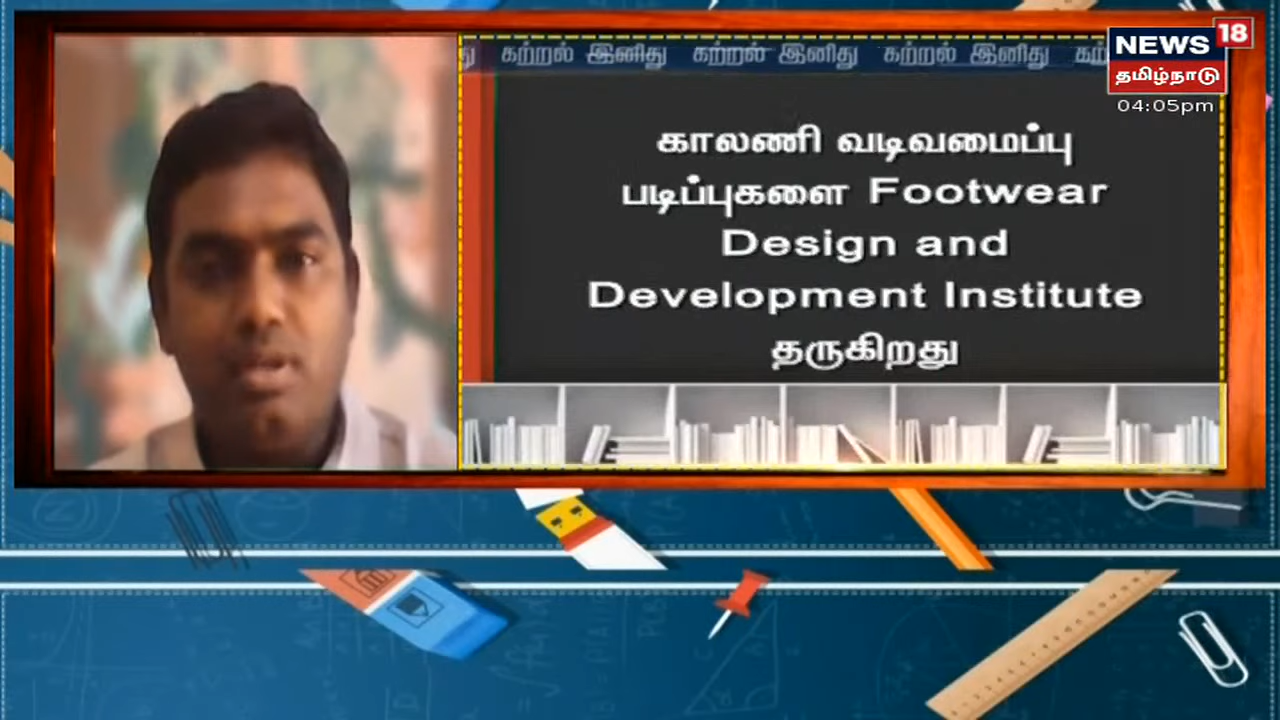 கற்றல் இனிது கற்றல் இனிது கற்றல் இனிது
NEWS 18
தமிழ்நாடு
04:05pm
காலணி வடிவமைப்பு
படிப்புகளை Footwear
Design and
Development Institute
தருகிறது